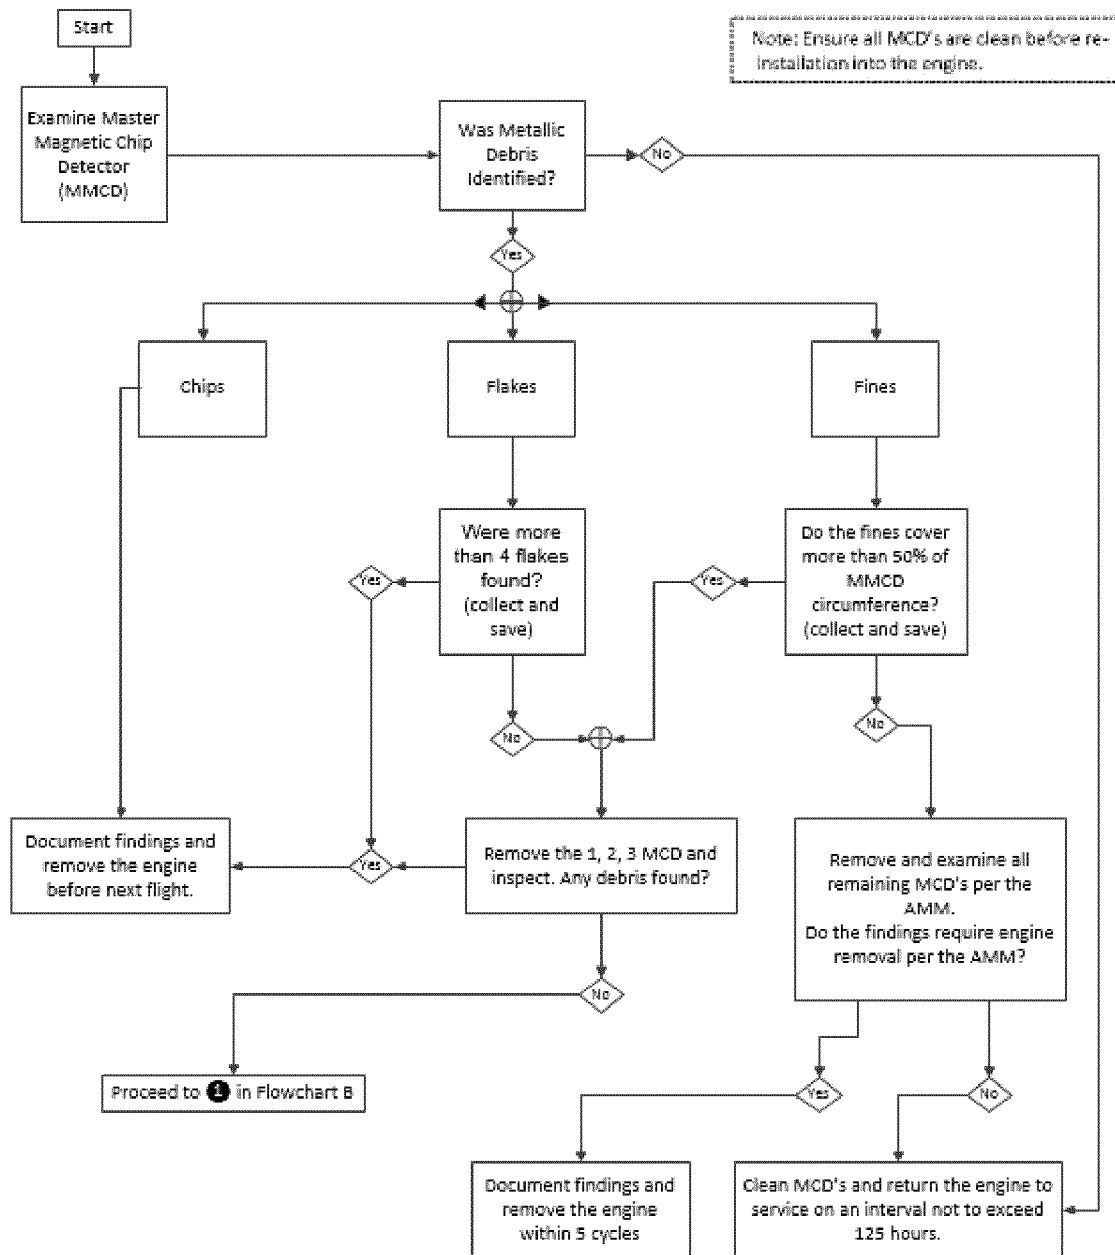 Start
Note: Ensure all MCD's are clean before re-
installation into the engine.
Examine Master
Magnetic Chip
Detector
(MMCD)
Was Metallic
Debris
Identified?
No
Yes
Chips
Flakes
Fines
Were more
than 4 flakes
found?
(collect and
save)
Yes
No
Do the fines cover
more than 50% of
MMCD
circumference?
(collect and save)
Yes
No
Document findings and
remove the engine
before next flight.
Yes
Remove the 1, 2, 3 MCD and
inspect. Any debris found?
No
Remove and examine all
remaining MCD's per the
AMM.
Do the findings require engine
removal per the AMM?
Proceed to 1 in Flowchart B
Yes
No
Document findings and
remove the engine
within 5 cycles
Clean MCD's and return the engine to
service on an interval not to exceed
125 hours.